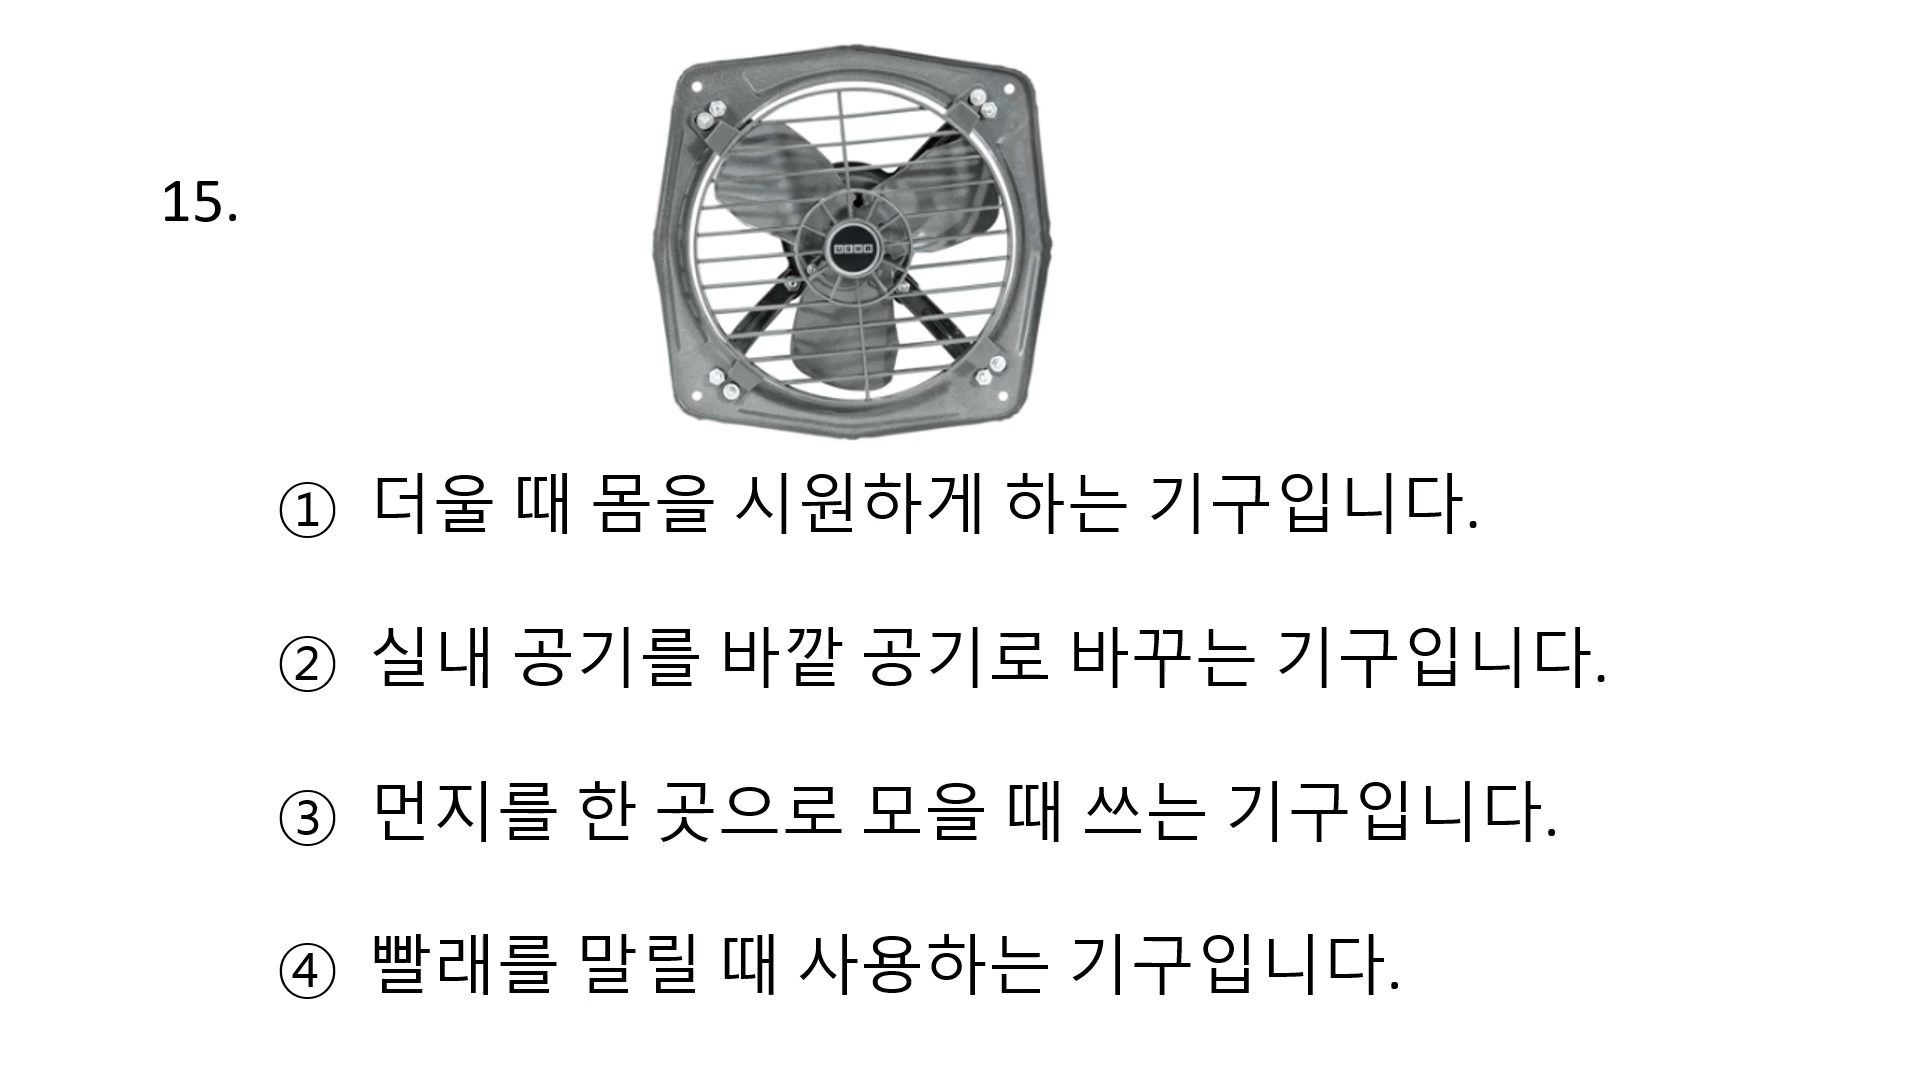 15.
USHA
① 더울 때 몸을 시원하게 하는 기구입니다.
② 실내 공기를 바깥 공기로 바꾸는 기구입니다.
③ 먼지를 한 곳으로 모을 때 쓰는 기구입니다.
④ 빨래를 말릴 때 사용하는 기구입니다.